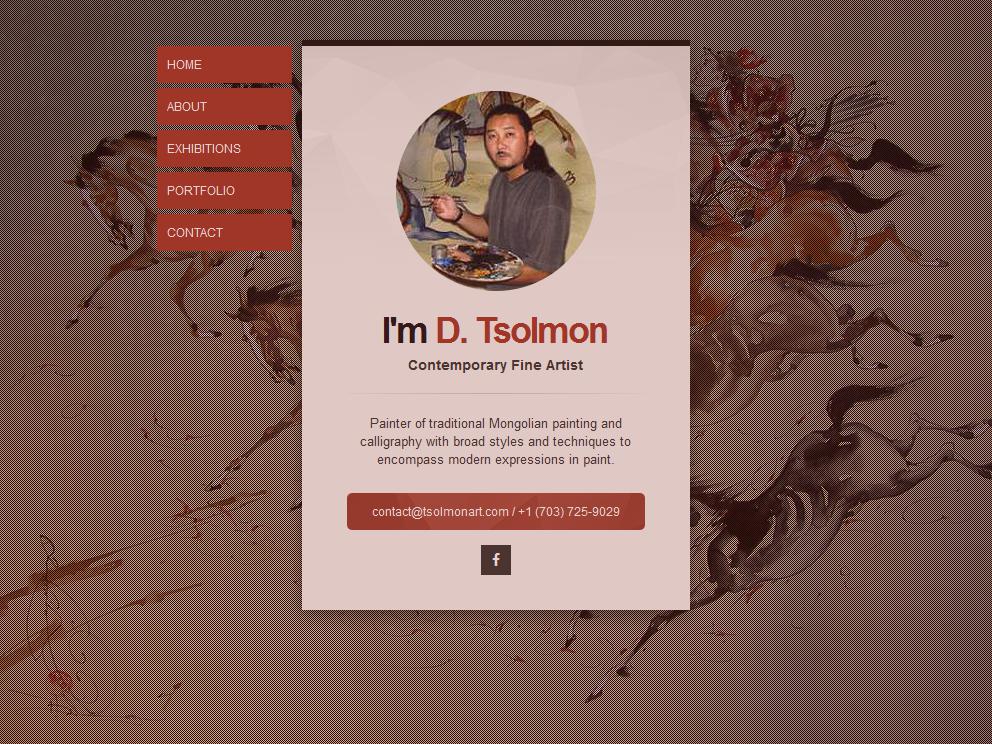 HOME
ABOUT
EXHIBITIONS
PORTFOLIO
CONTACT
I'm D. Tsolmon
Contemporary Fine Artist
Painter of traditional Mongolian painting and
calligraphy with broad styles and techniques to
encompass modern expressions in paint.
contact@tsolmonart.com / +1 (703) 725-9029